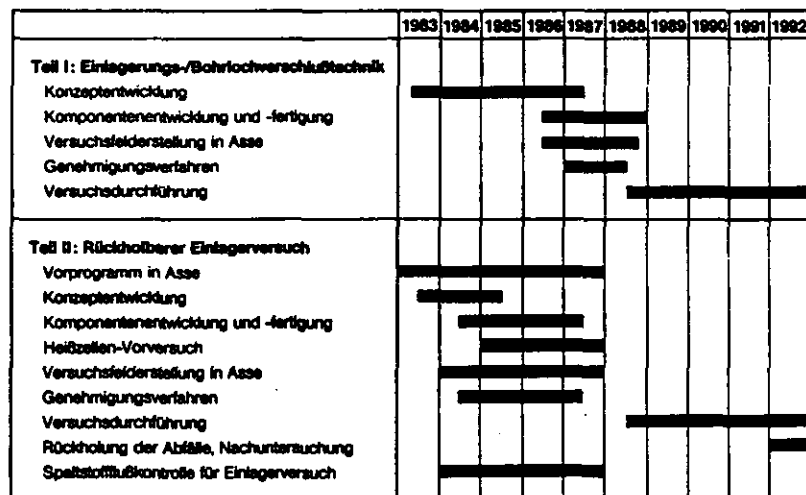 1983 1984 1985 1986 1987 1988 1989 1990 1991 1992
Teil I: Einlagerungs-/Bohrlochverschlußtechnik
Konzeptentwicklung
Komponentenentwicklung und -fertigung
Versuchsfelderstellung in Asse
Genehmigungsverfahren
Versuchsdurchführung
Teil II: Rückholbarer Einlagerversuch
Vorprogramm in Asse
Konzeptentwicklung
Komponentenentwicklung und -fertigung
Heißzellen-Vorversuch
Versuchsfelderstellung in Asse
Genehmigungsverfahren
Versuchsdurchführung
Rückholung der Abfälle, Nachuntersuchung
Spaltstoffflußkontrolle für Einlagerversuch